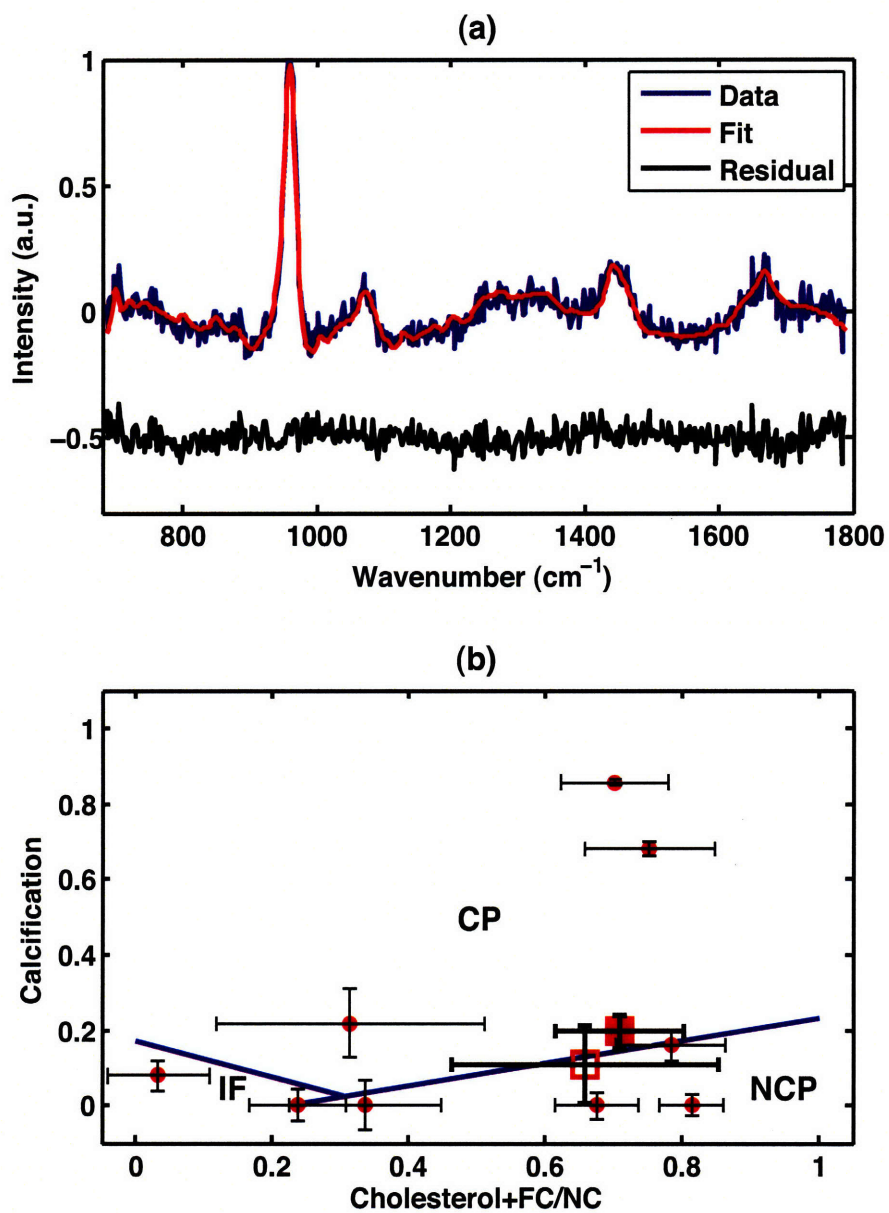 (a)
1
0.5
0
−0.5
Intensity (a.u.)
Data
Fit
Residual
800 1000 1200 1400 1600 1800
Wavenumber (cm⁻¹)
(b)
1
0.8
0.6
0.4
0.2
0
Calcification
CP
IF
NCP
0 0.2 0.4 0.6 0.8 1
Cholesterol+FC/NC